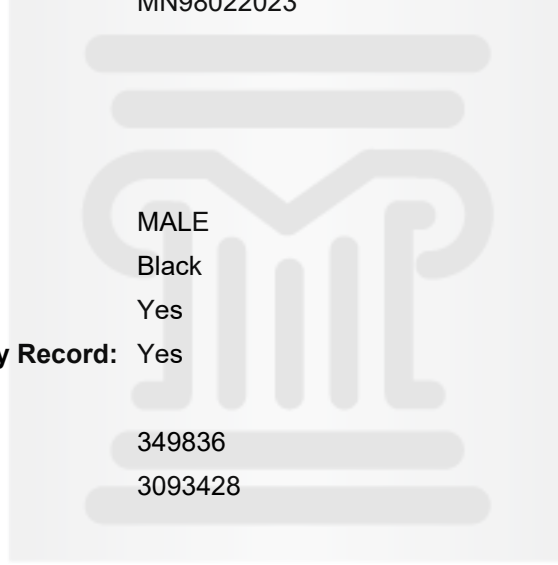 MN98022023
MALE
Black
Yes
y Record: Yes
349836
3093428